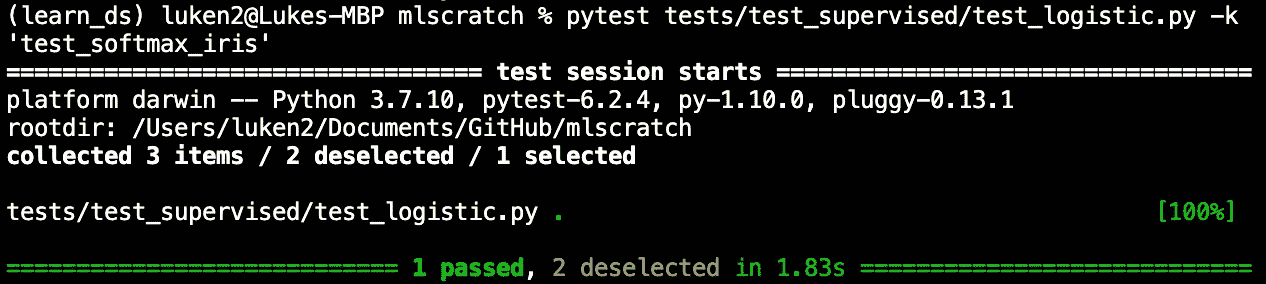 (learn_ds) luken2@Lukes-MBP mlscratch % pytest tests/test_supervised/test_logistic.py -k
'test_softmax_iris'
================================== test session starts ==================================
platform darwin -- Python 3.7.10, pytest-6.2.4, py-1.10.0, pluggy-0.13.1
rootdir: /Users/luken2/Documents/GitHub/mlscratch
collected 3 items / 2 deselected / 1 selected
tests/test_supervised/test_logistic.py . [100%]
============================ 1 passed, 2 deselected in 1.83s ============================